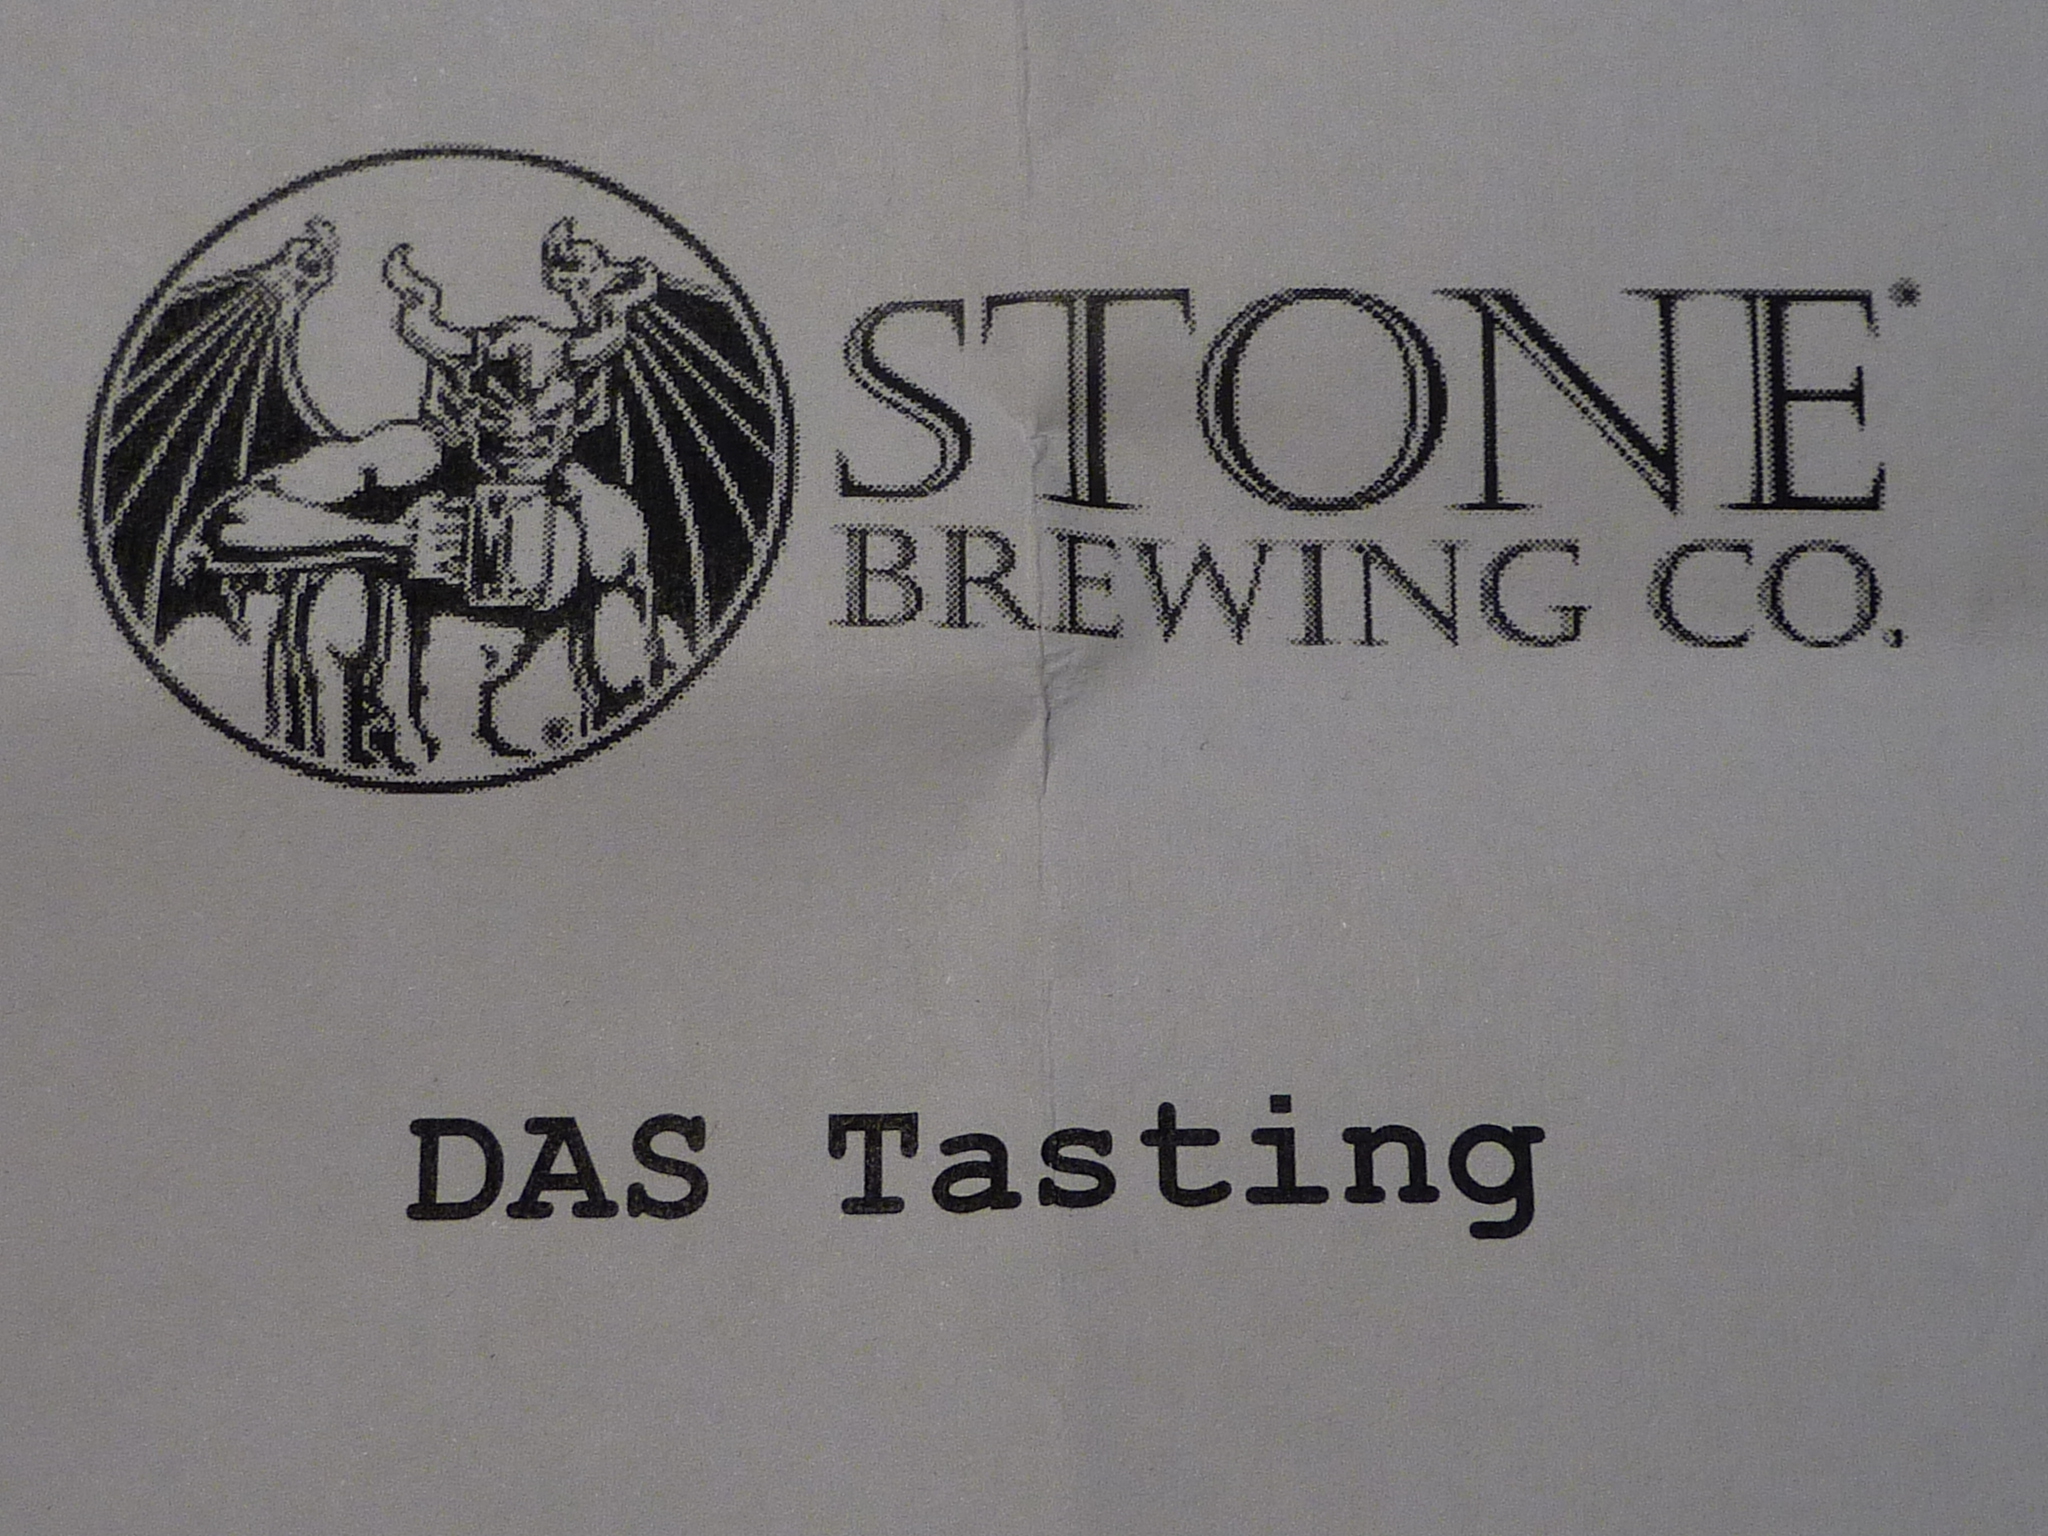 STONE
BREWING CO.
DAS Tasting